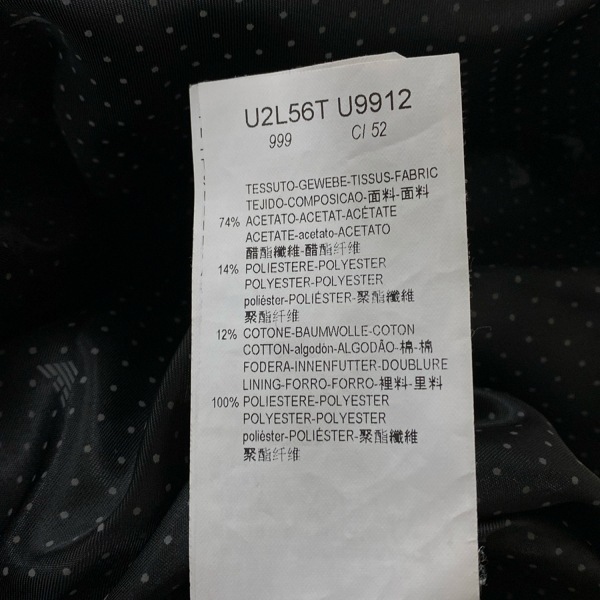 U2L56T U9912
999 CI 52
TESSUTO-GEWEBE-TISSUS-FABRIC
TEJIDO-COMPOSICAO-面料-面料
74% ACETATO-ACETAT-ACÉTATE
ACETATE-acetato-ACETATO
醋酯纖維-醋酯纤维
14% POLIESTERE-POLYESTER
POLYESTER-POLYESTER
poliéster-POLIÉSTER-聚酯纖維
聚酯纤维
12% COTONE-BAUMWOLLE-COTON
COTTON-algodón-ALGODÃO-棉-棉
FODERA-INNENFUTTER-DOUBLURE
LINING-FORRO-FORRO-裡料-里料
100% POLIESTERE-POLYESTER
POLYESTER-POLYESTER
poliéster-POLIÉSTER-聚酯纖維
聚酯纤维